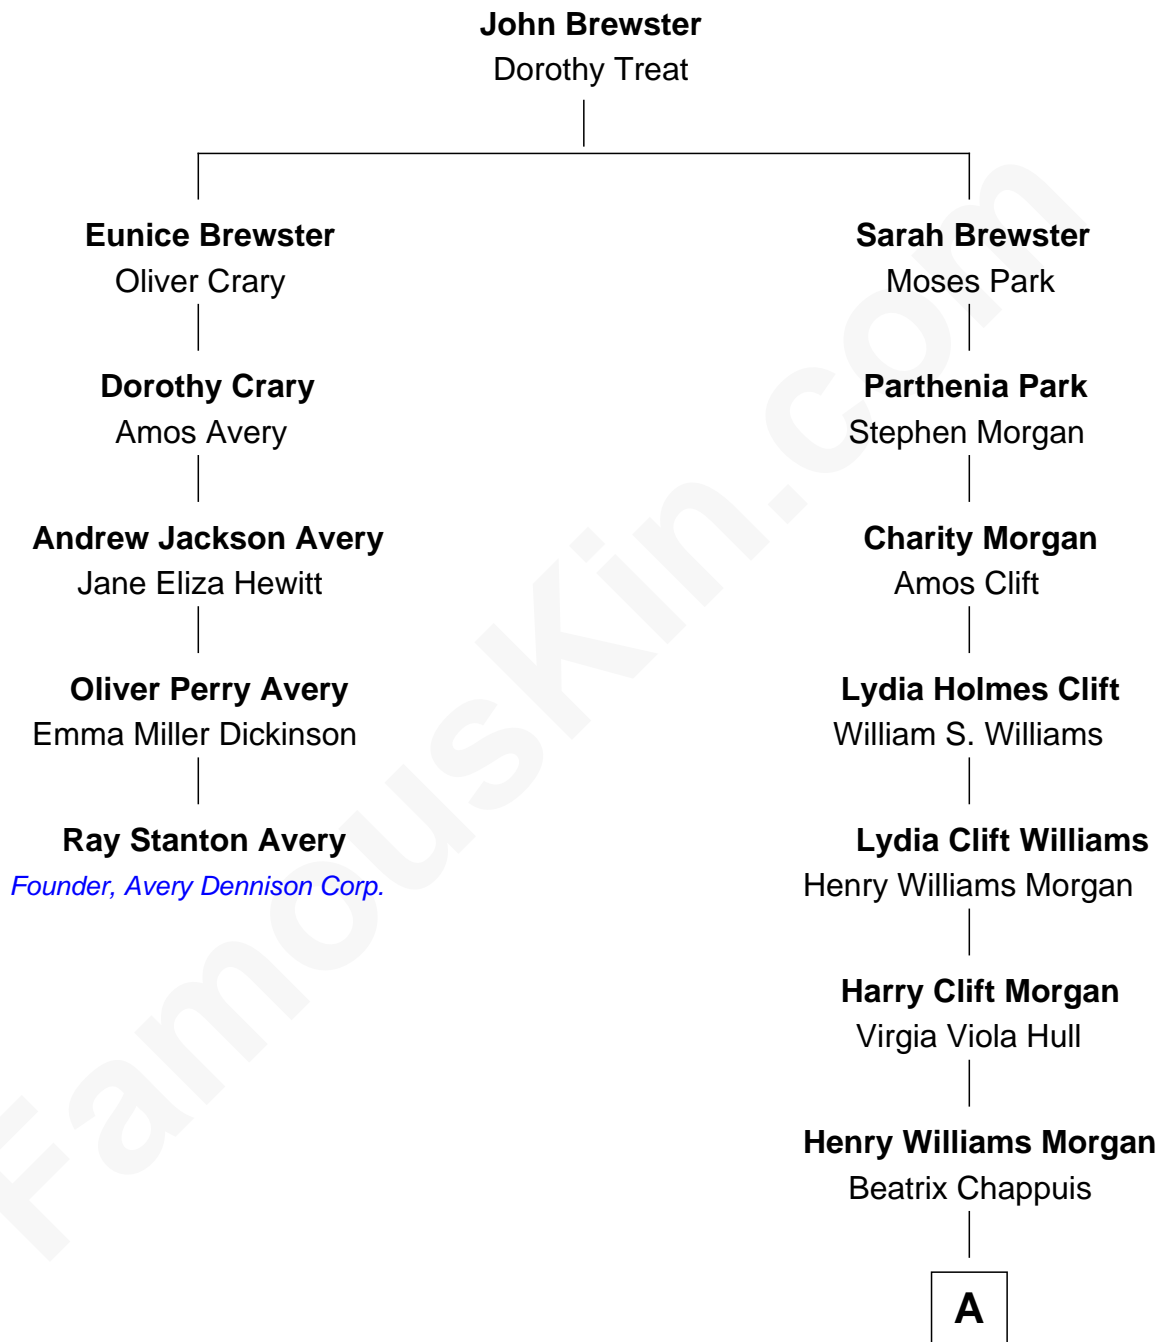 John Brewster
Dorothy Treat
Eunice Brewster
Oliver Crary
Sarah Brewster
Moses Park
Dorothy Crary
Amos Avery
Parthenia Park
Stephen Morgan
Andrew Jackson Avery
Jane Eliza Hewitt
Charity Morgan
Amos Clift
Oliver Perry Avery
Emma Miller Dickinson
Lydia Holmes Clift
William S. Williams
Ray Stanton Avery
Founder, Avery Dennison Corp.
Lydia Clift Williams
Henry Williams Morgan
Harry Clift Morgan
Virgia Viola Hull
Henry Williams Morgan
Beatrix Chappuis
A
FamousKin.com